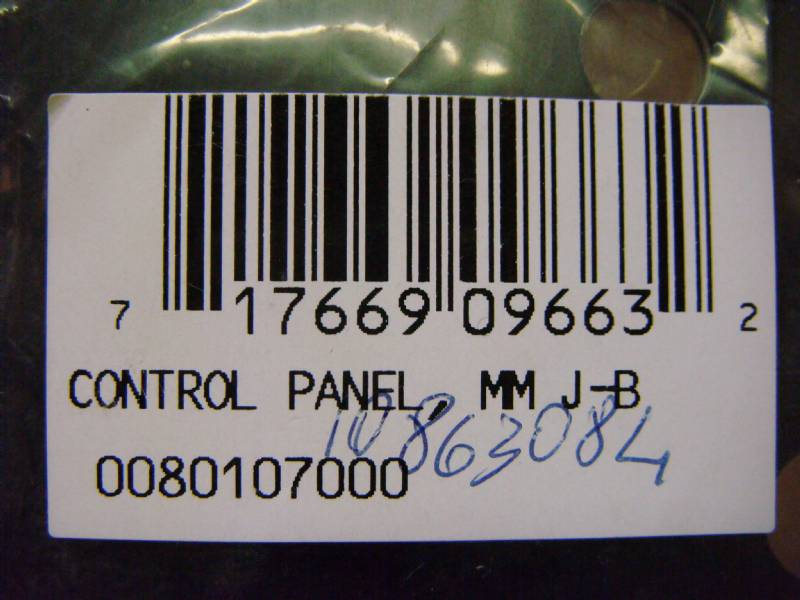 7 17669 09663 2
CONTROL PANEL, MM J-B
10863084
0080107000